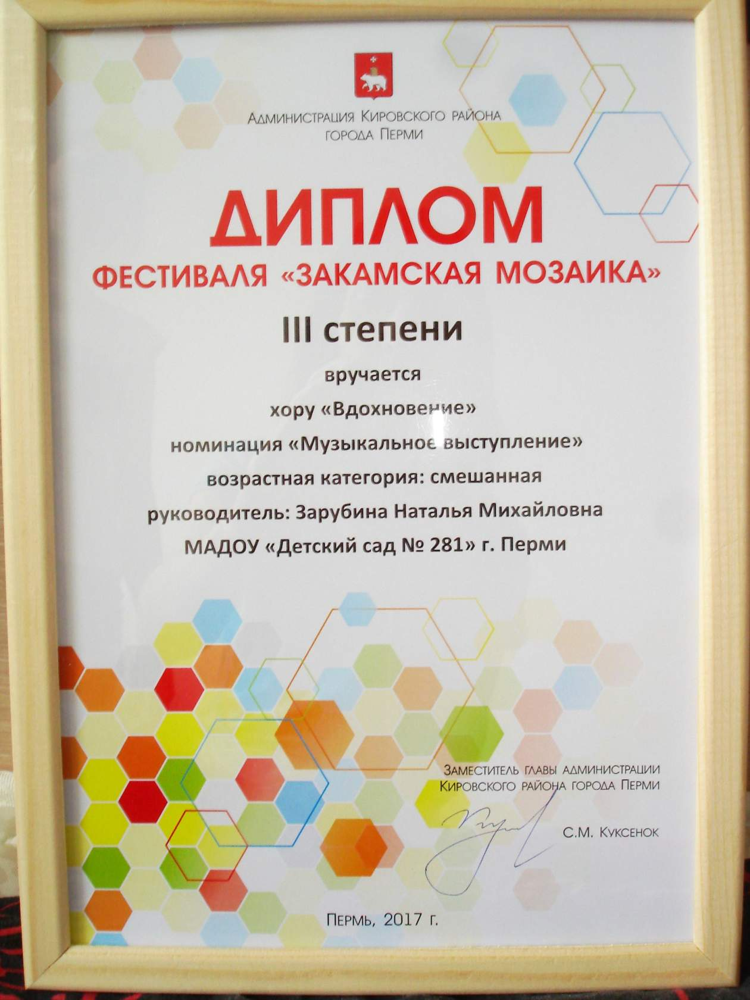 Администрация Кировского района
города Перми
ДИПЛОМ
ФЕСТИВАЛЯ «ЗАКАМСКАЯ МОЗАИКА»
III степени
вручается
хору «Вдохновение»
номинация «Музыкальное выступление»
возрастная категория: смешанная
руководитель: Зарубина Наталья Михайловна
МАДОУ «Детский сад № 281» г. Перми
Заместитель главы администрации
Кировского района города Перми
С.М. Куксенок
Пермь, 2017 г.